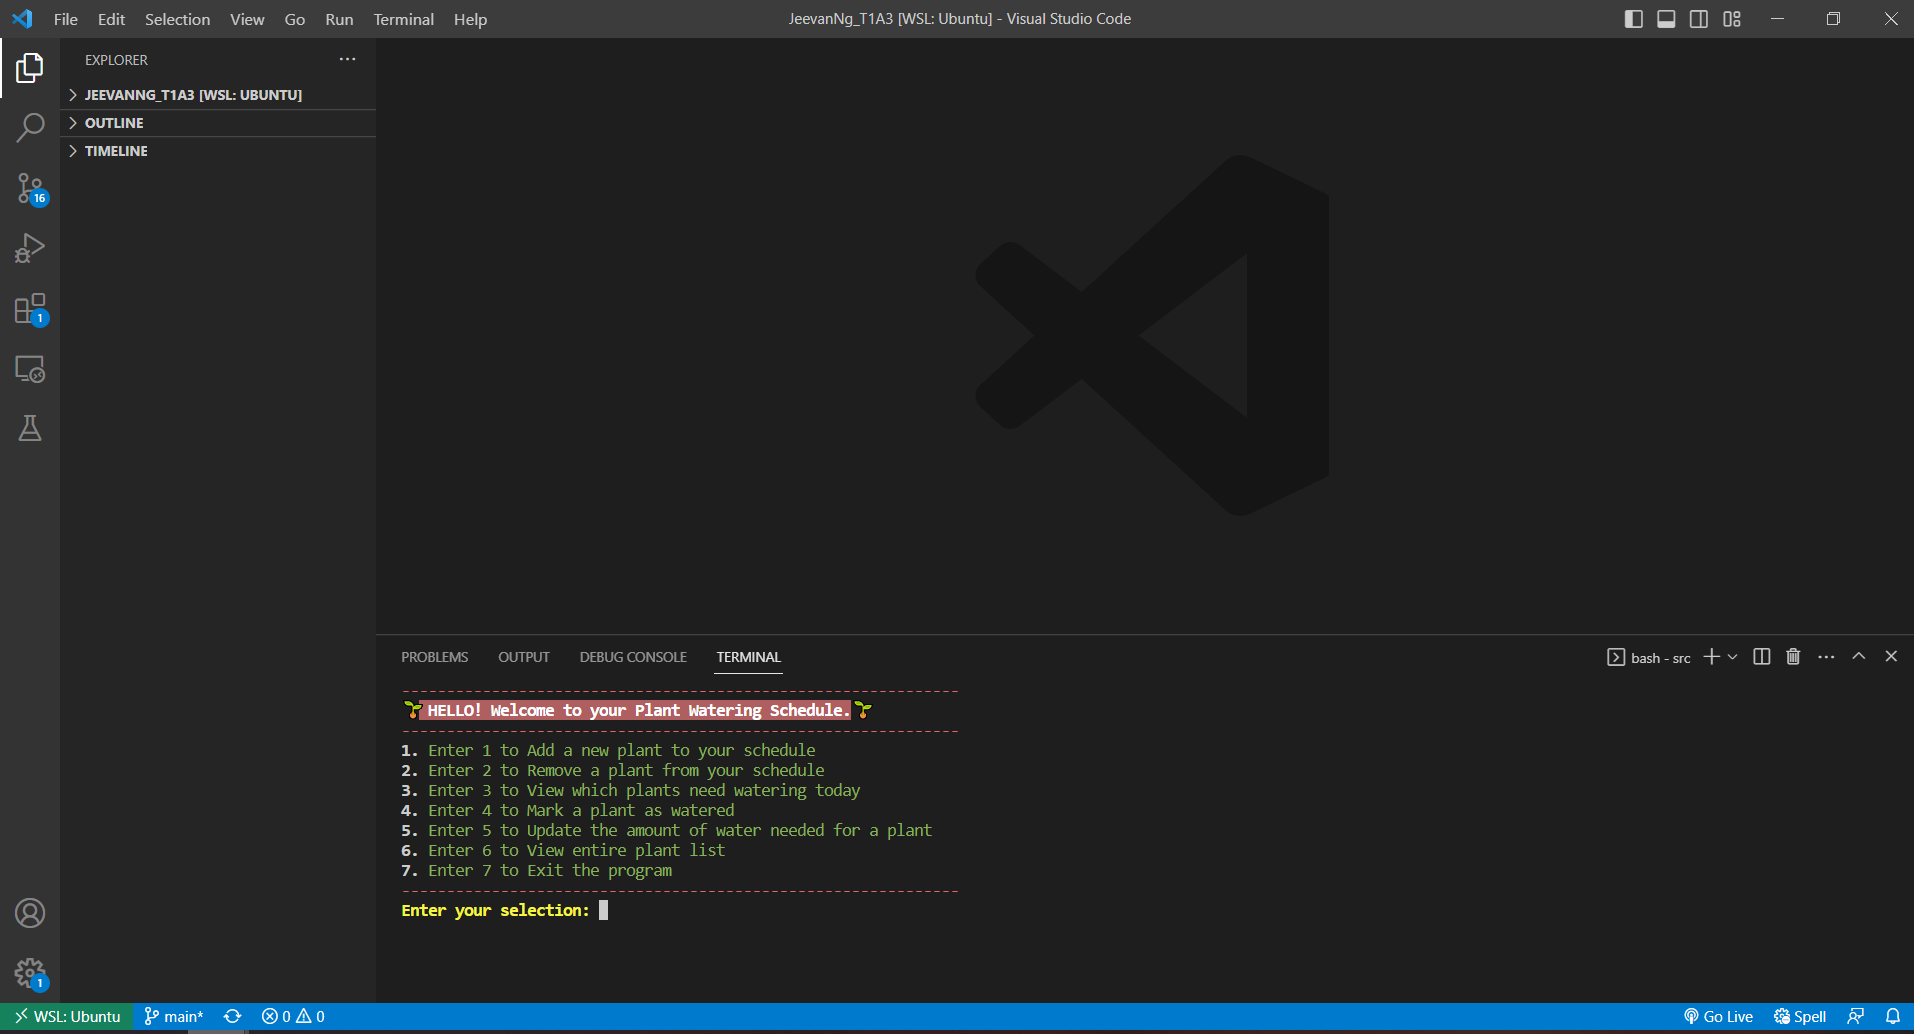 File Edit Selection View Go Run Terminal Help
JeevanNg_T1A3 [WSL: Ubuntu] - Visual Studio Code
EXPLORER
JEEVANNG_T1A3 [WSL: UBUNTU]
OUTLINE
TIMELINE
16
1
1
PROBLEMS OUTPUT DEBUG CONSOLE TERMINAL
bash - src
--------------------------------------------------------------
🌱 HELLO! Welcome to your Plant Watering Schedule.🌱
--------------------------------------------------------------
1. Enter 1 to Add a new plant to your schedule
2. Enter 2 to Remove a plant from your schedule
3. Enter 3 to View which plants need watering today
4. Enter 4 to Mark a plant as watered
5. Enter 5 to Update the amount of water needed for a plant
6. Enter 6 to View entire plant list
7. Enter 7 to Exit the program
--------------------------------------------------------------
Enter your selection:
WSL: Ubuntu main* 0 0 Go Live Spell